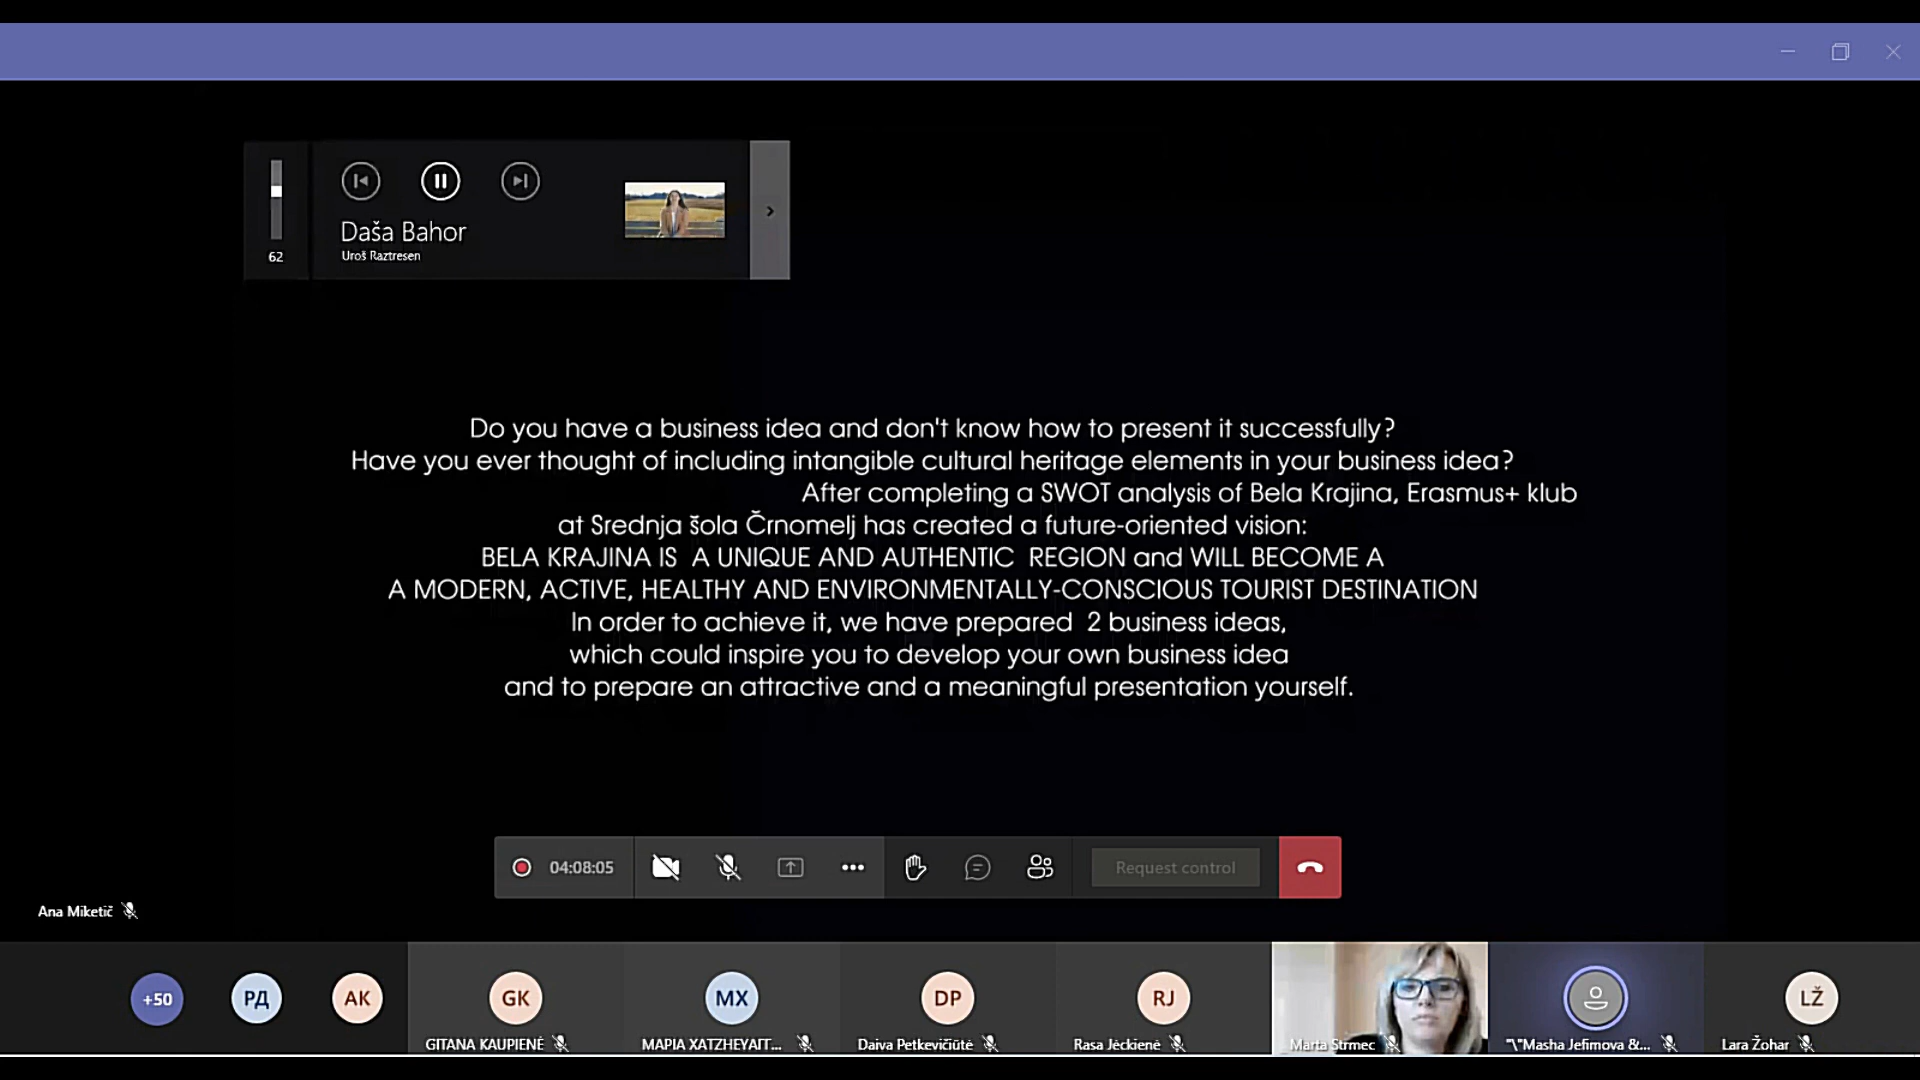 Daša Bahor
Uroš Raztresen
62
Do you have a business idea and don't know how to present it successfully?
Have you ever thought of including intangible cultural heritage elements in your business idea?
After completing a SWOT analysis of Bela Krajina, Erasmus+ klub
at Srednja šola Črnomelj has created a future-oriented vision:
BELA KRAJINA IS A UNIQUE AND AUTHENTIC REGION and WILL BECOME A
A MODERN, ACTIVE, HEALTHY AND ENVIRONMENTALLY-CONSCIOUS TOURIST DESTINATION
In order to achieve it, we have prepared 2 business ideas,
which could inspire you to develop your own business idea
and to prepare an attractive and a meaningful presentation yourself.
04:08:05
Request control
Ana Miketič
+50
РД
AK
GK
MX
DP
RJ
LŽ
GITANA KAUPIENĖ
ΜΑΡΙΑ ΧΑΤΖΗΕΥΑΓΓ...
Daiva Petkevičiūtė
Rasa Jėckienė
Marta Strmec
"\"Masha Jefimova &...
Lara Žohar